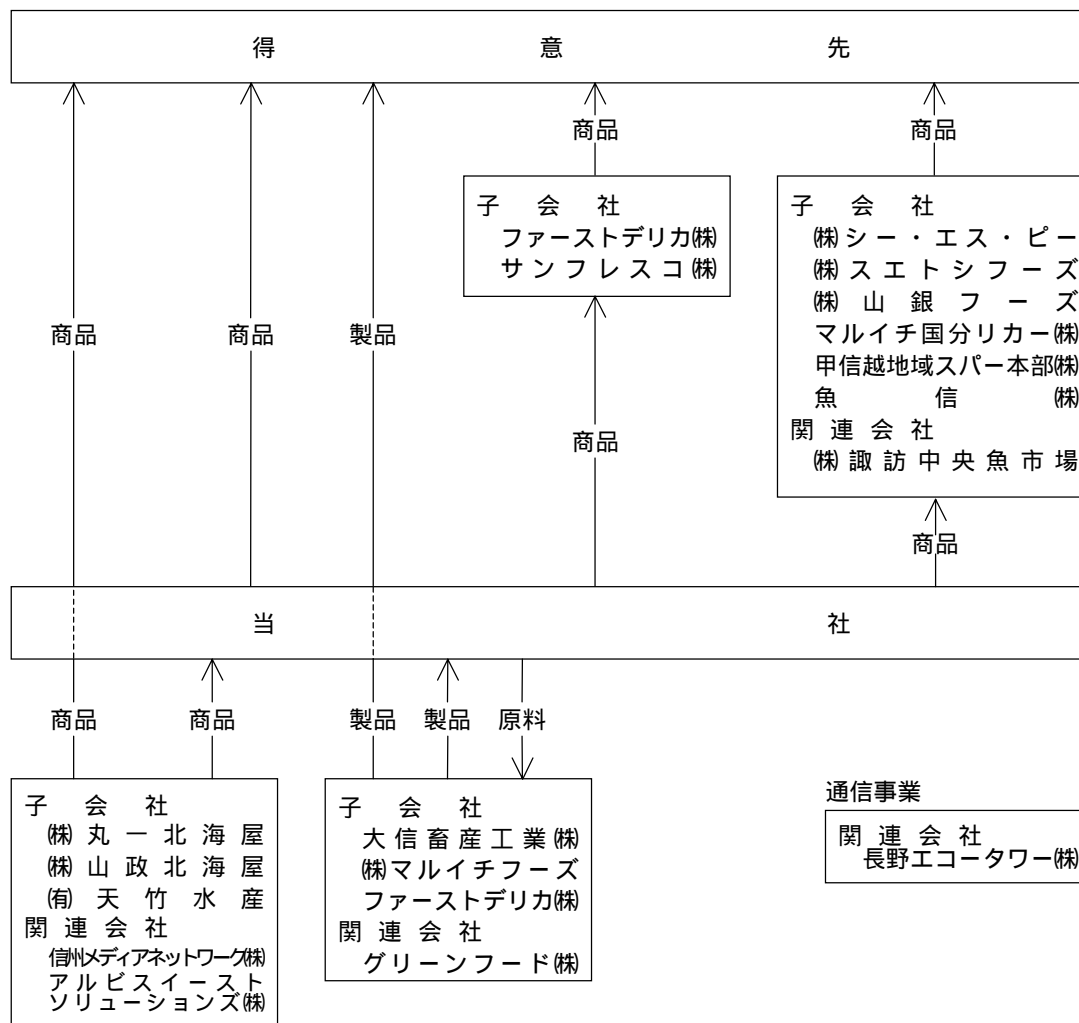 得意先
商品
商品
子会社
ファーストデリカ㈱
サンフレスコ㈱
子会社
㈱シー・エス・ピー
㈱スエトシフーズ
㈱山銀フーズ
マルイチ国分リカー㈱
甲信越地域スパー本部㈱
魚信㈱
関連会社
㈱諏訪中央魚市場
商品
商品
製品
商品
商品
当社
商品
商品
製品
製品
原料
子会社
㈱丸一北海屋
㈱山政北海屋
㈲天竹水産
関連会社
信州メディアネットワーク㈱
アルビスイースト
ソリューションズ㈱
子会社
大信畜産工業㈱
㈱マルイチフーズ
ファーストデリカ㈱
関連会社
グリーンフード㈱
通信事業
関連会社
長野エコータワー㈱